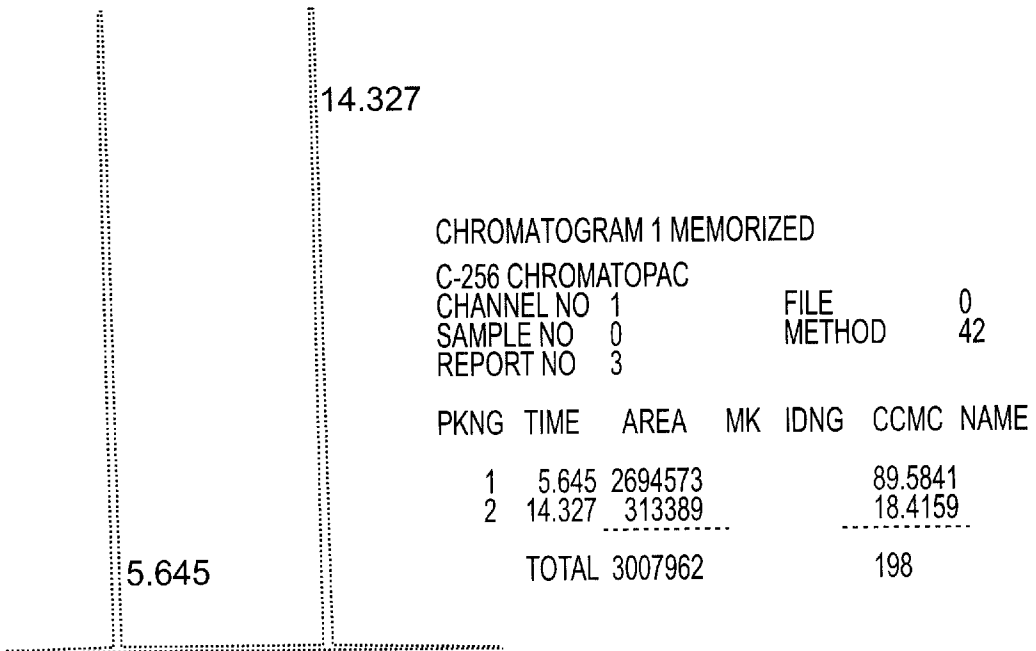 14.327
5.645
CHROMATOGRAM 1 MEMORIZED
C-256 CHROMATOPAC
CHANNEL NO 1 FILE 0
SAMPLE NO 0 METHOD 42
REPORT NO 3
PKNG TIME AREA MK IDNG CCMC NAME
1 5.645 2694573 89.5841
2 14.327 313389 18.4159
TOTAL 3007962 198